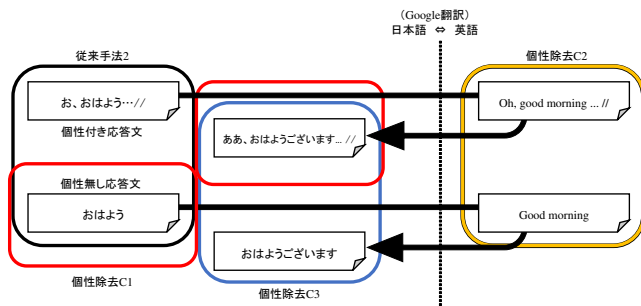 （Google翻訳）
日本語 ⇔ 英語
従来手法2
個性除去C2
お、おはよう…//
Oh, good morning ... //
個性付き応答文
ああ、おはようございます... //
個性無し応答文
おはよう
Good morning
おはようございます
個性除去C1
個性除去C3